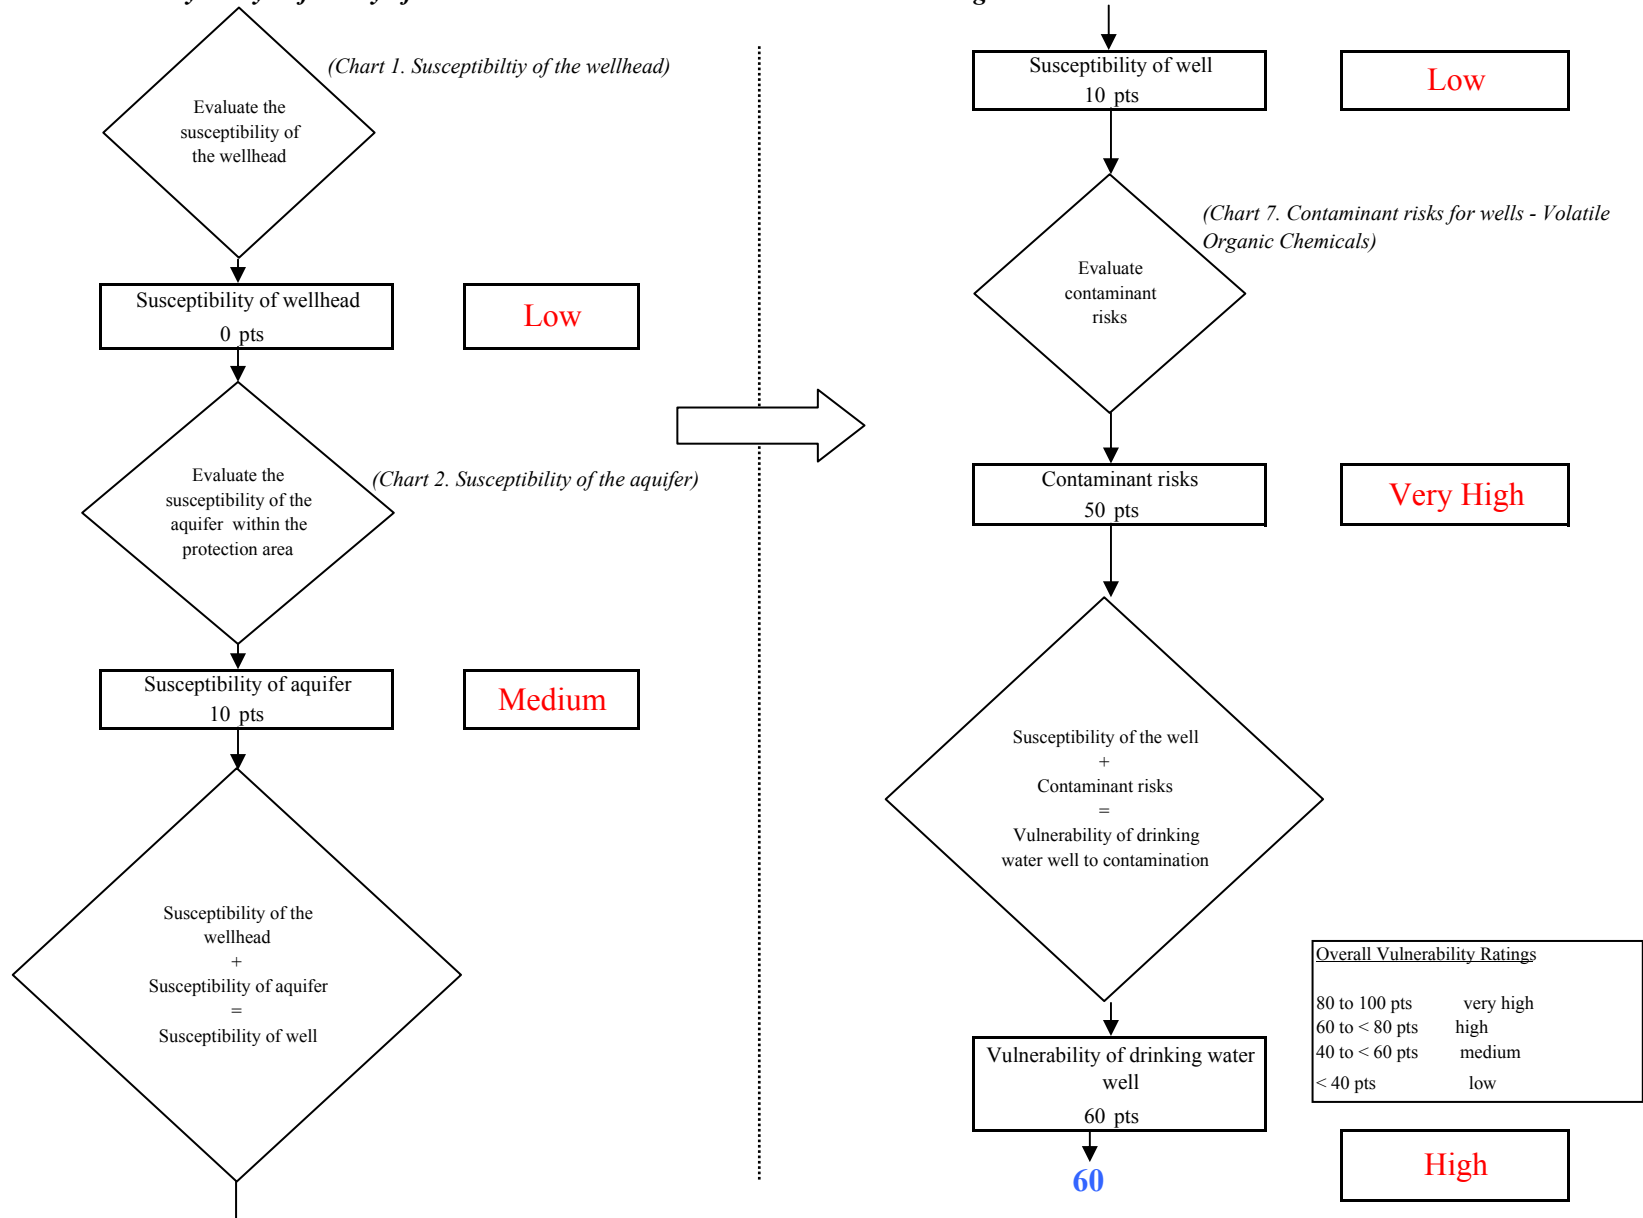 (Chart 1. Susceptibiltiy of the wellhead)
Evaluate the
susceptibility of
the wellhead
Susceptibility of wellhead
0 pts
Low
Evaluate the
susceptibility of the
aquifer within the
protection area
(Chart 2. Susceptibility of the aquifer)
Susceptibility of aquifer
10 pts
Medium
Susceptibility of the
wellhead
+
Susceptibility of aquifer
=
Susceptibility of well
Susceptibility of well
10 pts
Low
(Chart 7. Contaminant risks for wells - Volatile
Organic Chemicals)
Evaluate
contaminant
risks
Contaminant risks
50 pts
Very High
Susceptibility of the well
+
Contaminant risks
=
Vulnerability of drinking
water well to contamination
Overall Vulnerability Ratings
80 to 100 pts very high
60 to < 80 pts high
40 to < 60 pts medium
< 40 pts low
Vulnerability of drinking water
well
60 pts
60
High